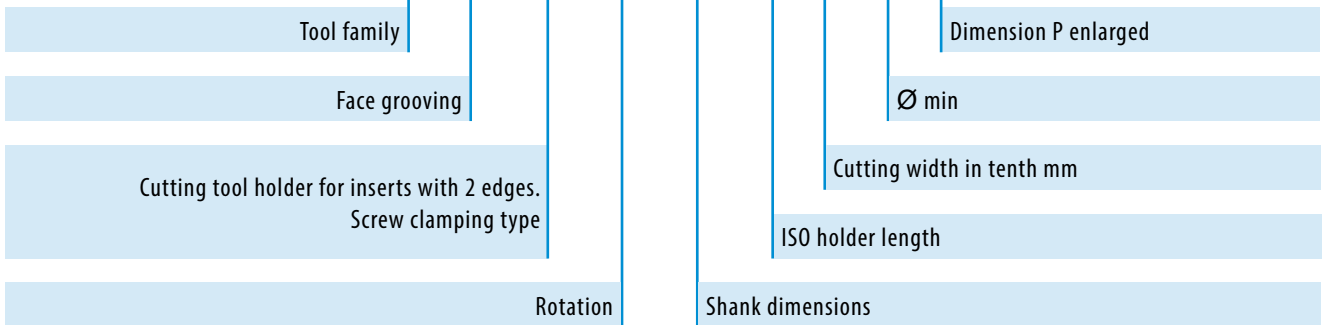 Tool family
Dimension P enlarged
Face grooving
Ø min
Cutting tool holder for inserts with 2 edges.
Screw clamping type
Cutting width in tenth mm
ISO holder length
Rotation
Shank dimensions